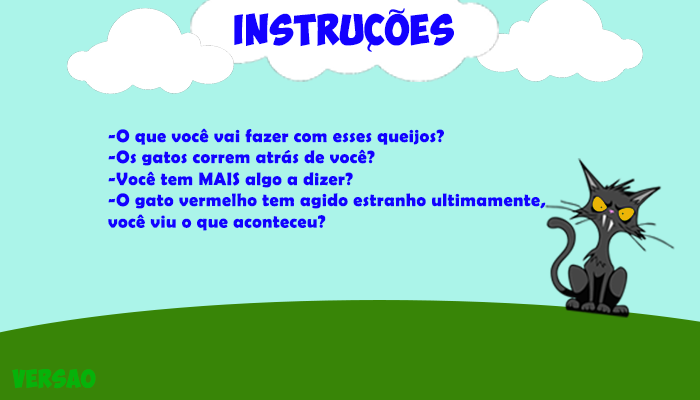 INSTRUÇÕES
-O que você vai fazer com esses queijos?
-Os gatos correm atrás de você?
-Você tem MAIS algo a dizer?
-O gato vermelho tem agido estranho ultimamente,
você viu o que aconteceu?
VERSAO